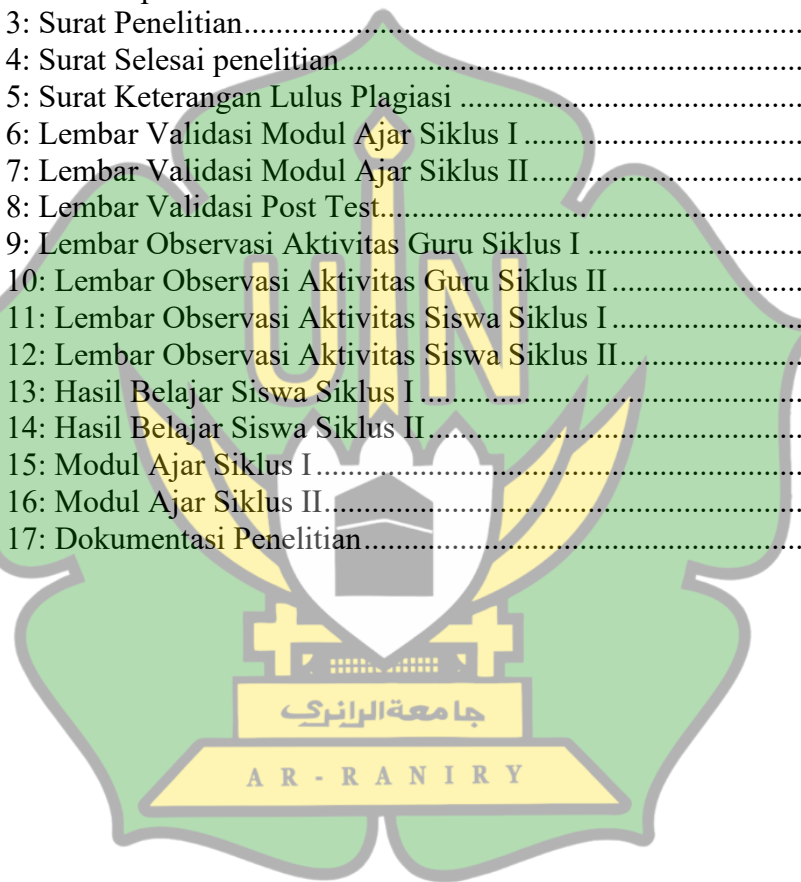 3: Surat Penelitian....................................................................
4: Surat Selesai penelitian........................................................
5: Surat Keterangan Lulus Plagiasi ..........................................
6: Lembar Validasi Modul Ajar Siklus I ..................................
7: Lembar Validasi Modul Ajar Siklus II.................................
8: Lembar Validasi Post Test...................................................
9: Lembar Observasi Aktivitas Guru Siklus I ..........................
10: Lembar Observasi Aktivitas Guru Siklus II .......................
11: Lembar Observasi Aktivitas Siswa Siklus I .......................
12: Lembar Observasi Aktivitas Siswa Siklus II......................
13: Hasil Belajar Siswa Siklus I ..............................................
14: Hasil Belajar Siswa Siklus II.............................................
15: Modul Ajar Siklus I ..........................................................
16: Modul Ajar Siklus II.........................................................
17: Dokumentasi Penelitian.....................................................
UIN
جامعة الرانري
AR-RANIRY